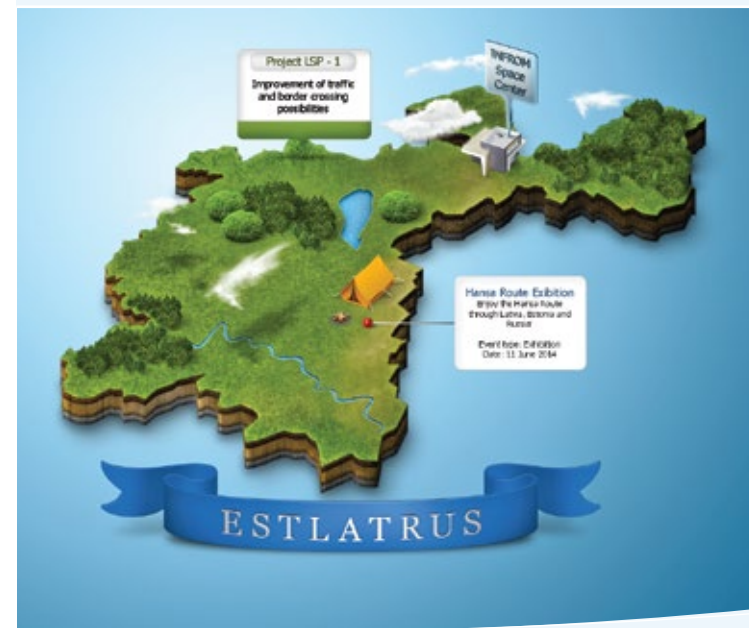 Project LSP - 1
Improvement of traffic
and border crossing
possibilities
INFROM
Space
Center
Hansa Route Exibition
Enjoy the Hansa Route
through Latvia, Estonia and
Russia
Event type: Exhibition
Date: 11 June 2014
ESTLATRUS